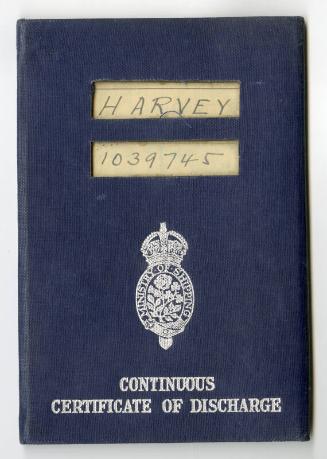 HARVEY
1039745
MINISTRY OF SHIPPING
CONTINUOUS
CERTIFICATE OF DISCHARGE